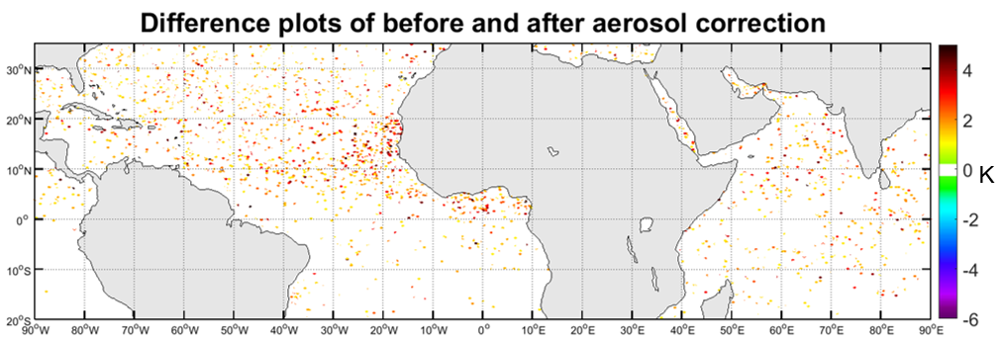 Difference plots of before and after aerosol correction
30°N
20°N
10°N
0°
10°S
20°S
90°W 80°W 70°W 60°W 50°W 40°W 30°W 20°W 10°W 0° 10°E 20°E 30°E 40°E 50°E 60°E 70°E 80°E 90°E
4
2
0 K
-2
-4
-6